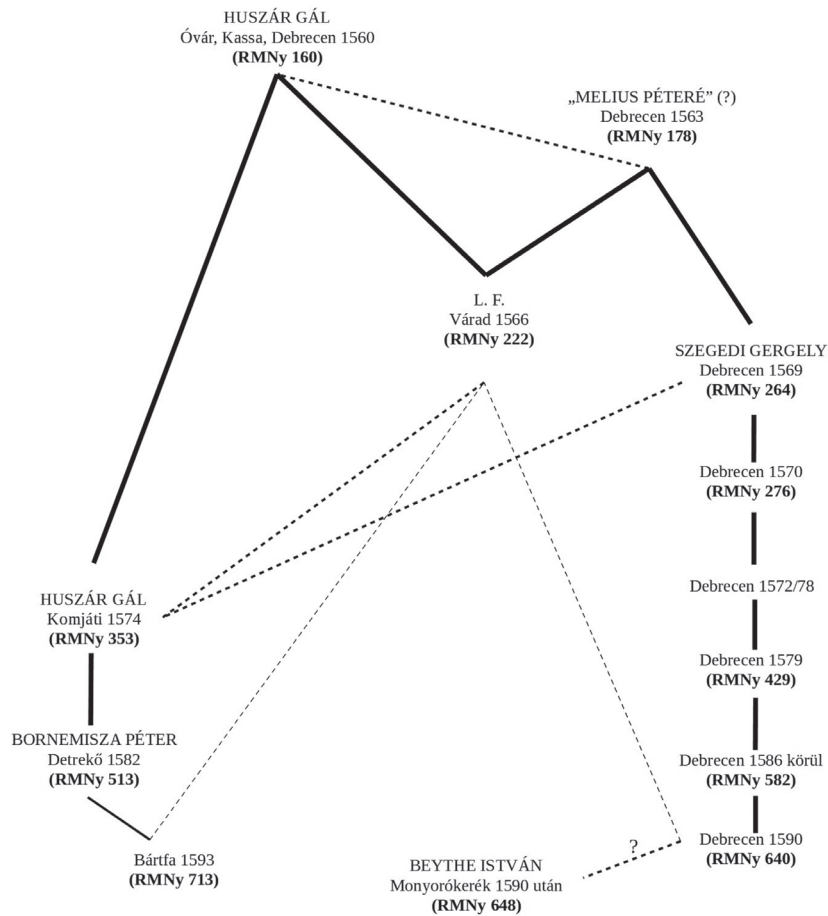 HUSZÁR GÁL
Óvár, Kassa, Debrecen 1560
(RMNy 160)
„MELIUS PÉTERÉ” (?)
Debrecen 1563
(RMNy 178)
L. F.
Várad 1566
(RMNy 222)
SZEGEDI GERGELY
Debrecen 1569
(RMNy 264)
Debrecen 1570
(RMNy 276)
Debrecen 1572/78
HUSZÁR GÁL
Komjáti 1574
(RMNy 353)
Debrecen 1579
(RMNy 429)
BORNEMISZA PÉTER
Detrekő 1582
(RMNy 513)
Debrecen 1586 körül
(RMNy 582)
Debrecen 1590
(RMNy 640)
?
Bártfa 1593
(RMNy 713)
BEYTHE ISTVÁN
Monyorókerék 1590 után
(RMNy 648)